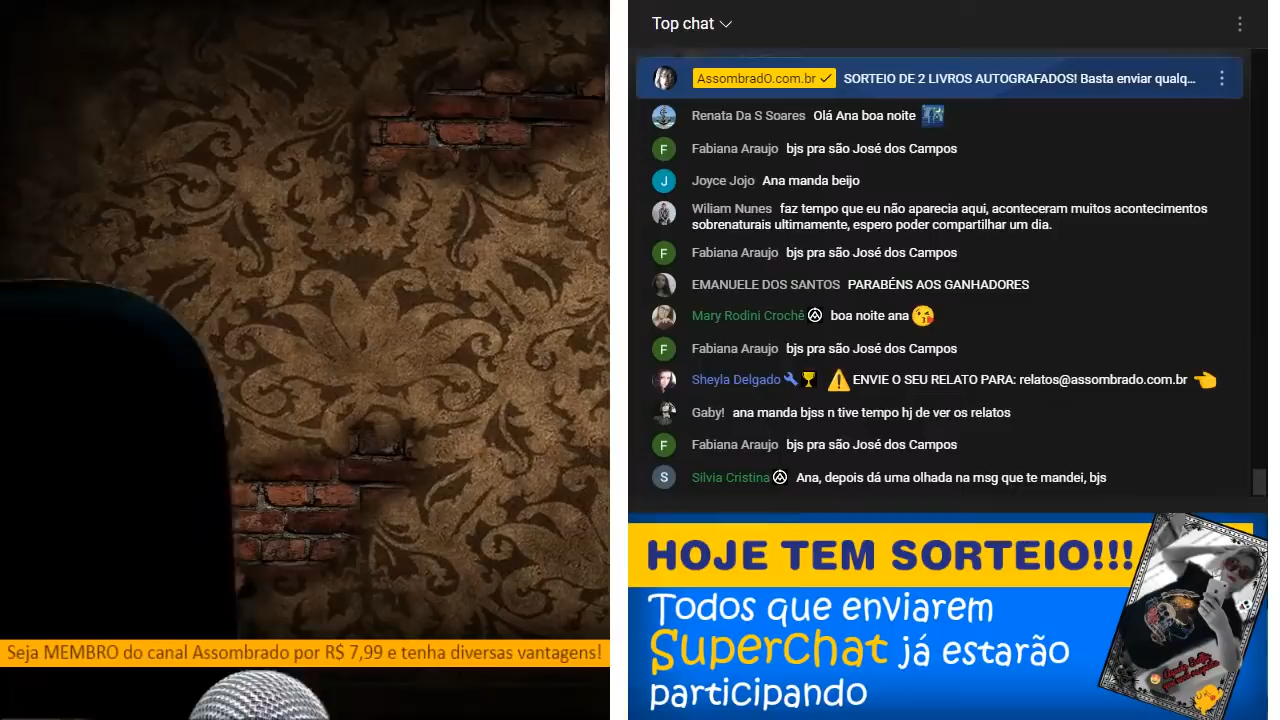 Top chat
AssombradO.com.br SORTEIO DE 2 LIVROS AUTOGRAFADOS! Basta enviar qualq...
Renata Da S Soares Olá Ana boa noite
F Fabiana Araujo bjs pra são José dos Campos
J Joyce Jojo Ana manda beijo
Wiliam Nunes faz tempo que eu não aparecia aqui, aconteceram muitos acontecimentos
sobrenaturais ultimamente, espero poder compartilhar um dia.
F Fabiana Araujo bjs pra são José dos Campos
EMANUELE DOS SANTOS PARABÉNS AOS GANHADORES
Mary Rodini Crochê boa noite ana
F Fabiana Araujo bjs pra são José dos Campos
Sheyla Delgado ENVIE O SEU RELATO PARA: relatos@assombrado.com.br
Gaby! ana manda bjss n tive tempo hj de ver os relatos
F Fabiana Araujo bjs pra são José dos Campos
S Silvia Cristina Ana, depois dá uma olhada na msg que te mandei, bjs
HOJE TEM SORTEIO!!!
Todos que enviarem
Superchat já estarão
participando
Seja MEMBRO do canal Assombrado por R$ 7,99 e tenha diversas vantagens!